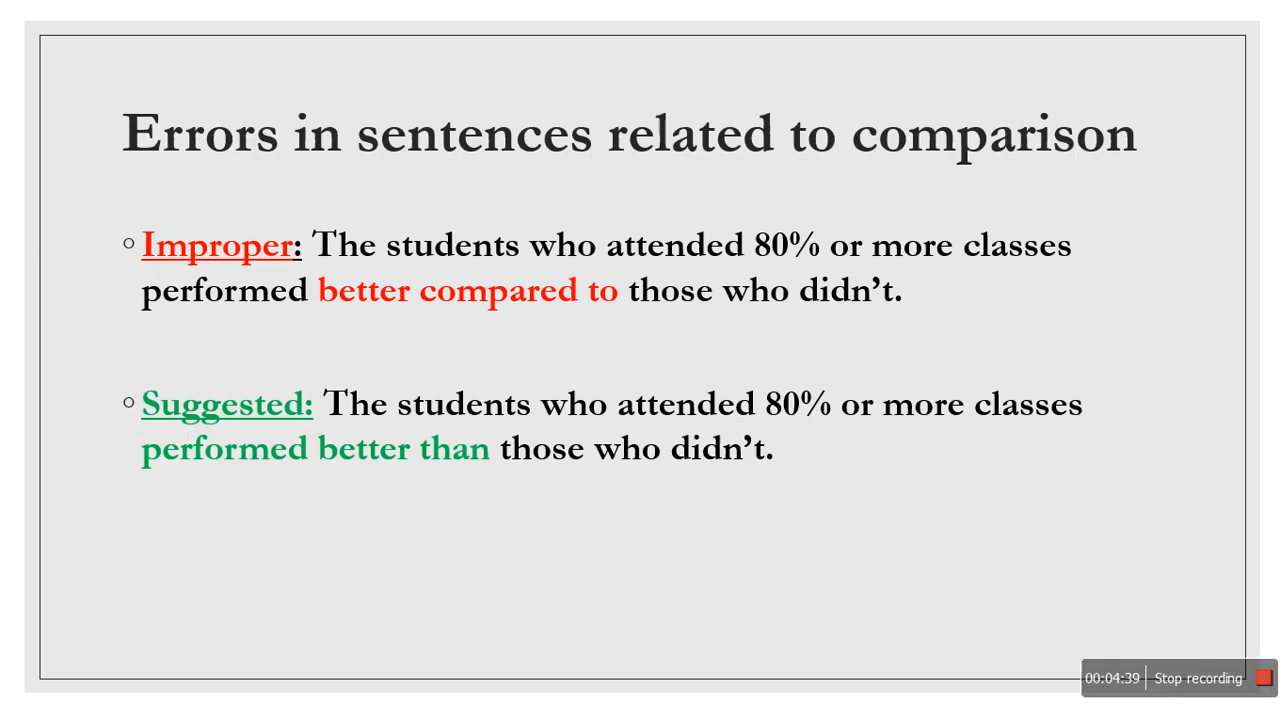 Errors in sentences related to comparison
Improper: The students who attended 80% or more classes
performed better compared to those who didn’t.
Suggested: The students who attended 80% or more classes
performed better than those who didn’t.
00:04:39 Stop recording